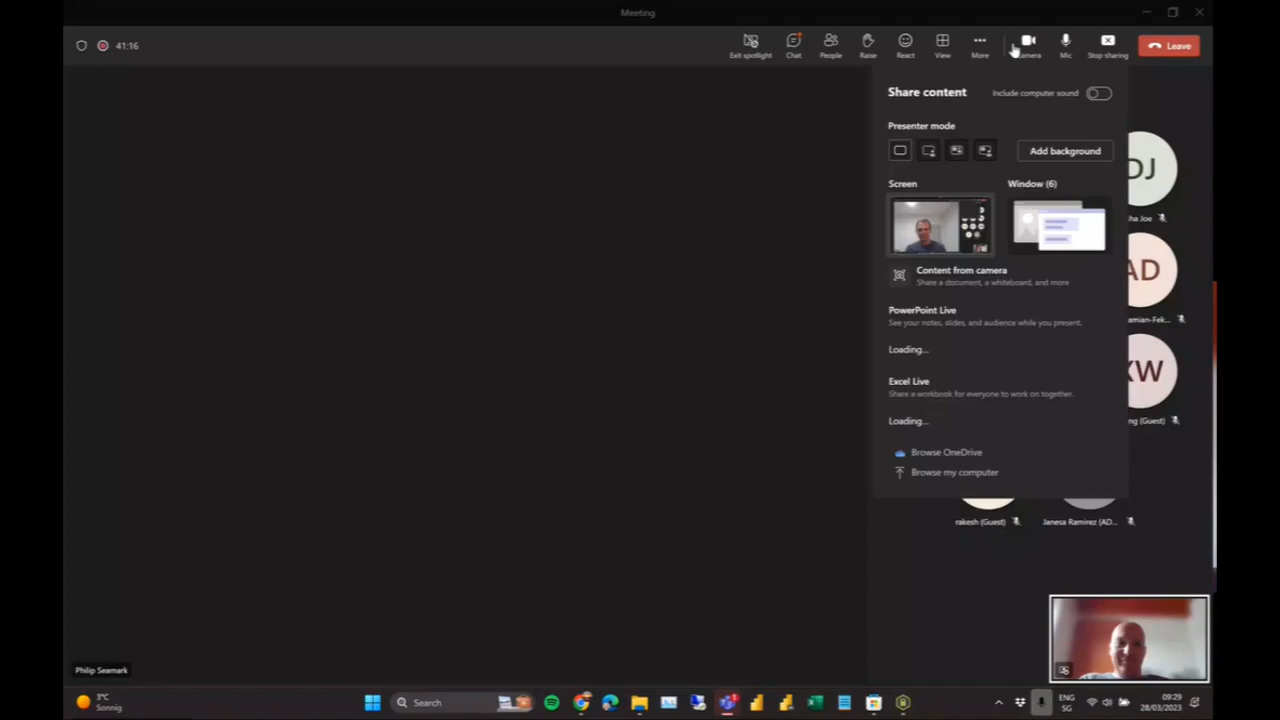 Meeting
41:16
Exit spotlight
Chat
People
Raise
React
View
More
Mic
Stop sharing
Leave
Share content
Include computer sound
Presenter mode
Add background
Screen
Window (6)
DJ
Joe
Content from camera
Share a document, a whiteboard, and more
AD
PowerPoint Live
See your notes, slides, and audience while you present.
Loading...
XW
Excel Live
Share a workbook for everyone to work on together.
Loading...
(Guest)
Browse OneDrive
Browse my computer
rakesh (Guest)
Janesa Ramirez (AD...
Philip Seamark
3°C
Sonnig
Search
ENG
SG
09:29
28/03/2023